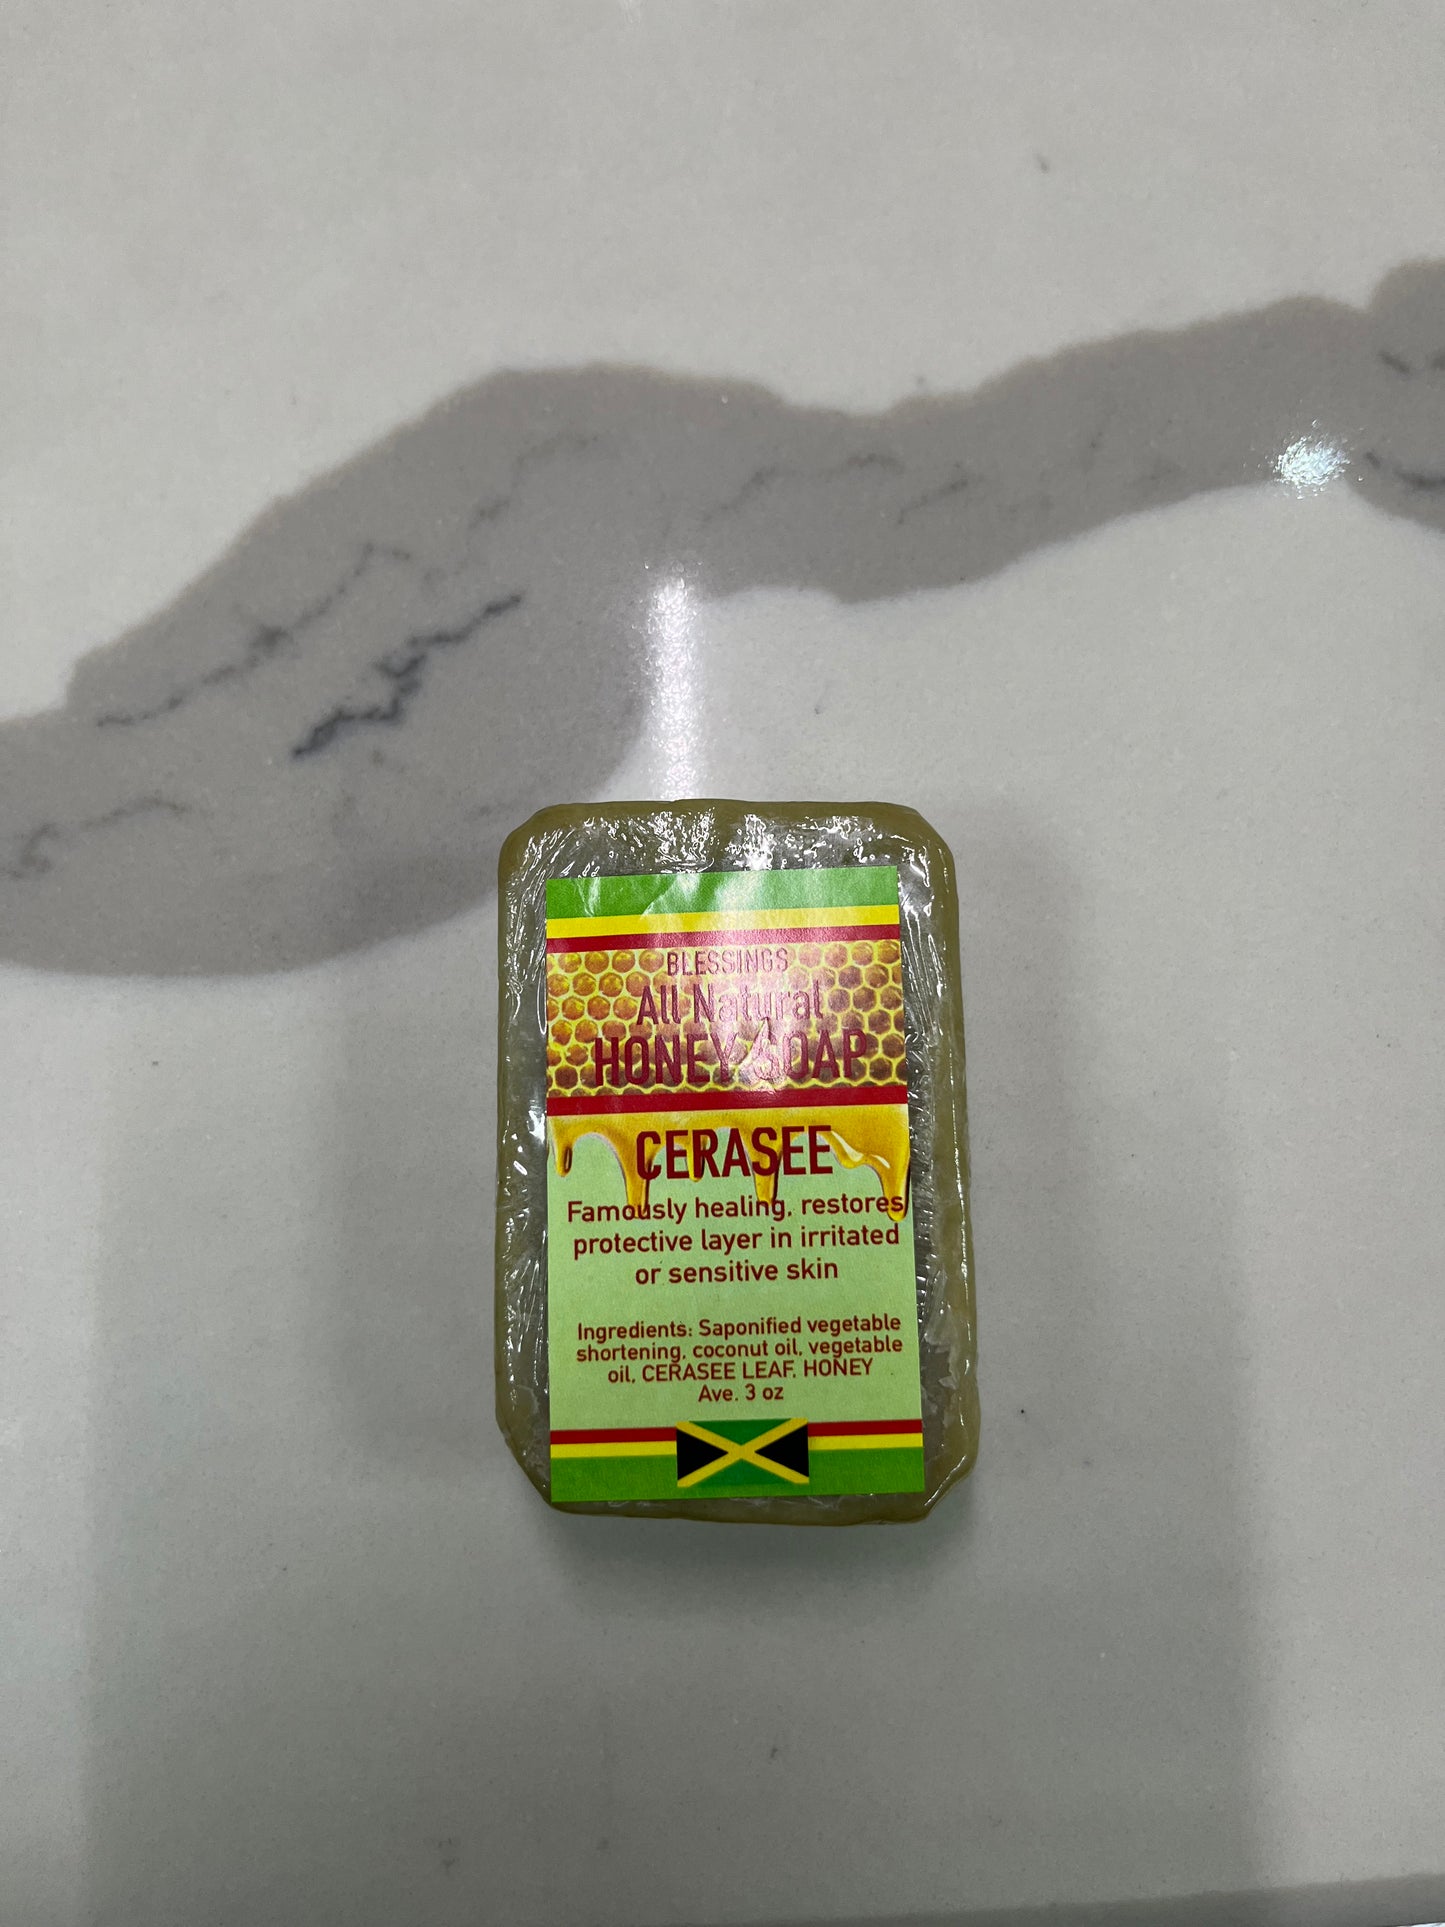 BLESSINGS
All Natural
HONEY SOAP
CERASEE
Famously healing, restores
protective layer in irritated
or sensitive skin
Ingredients: Saponified vegetable
shortening, coconut oil, vegetable
oil, CERASEE LEAF. HONEY
Ave. 3 oz